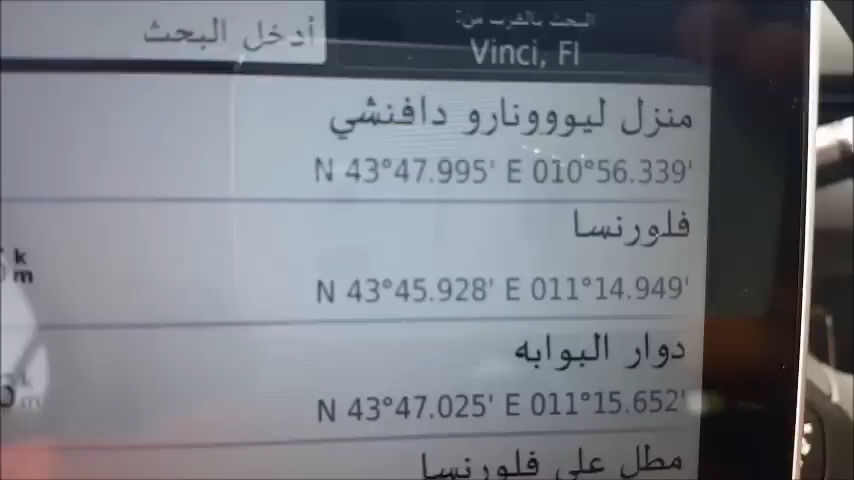 البحث بالقرب من:
Vinci, FI
أدخل البحث
منزل ليووونارو دافنشي
N 43°47.995' E 010°56.339'
فلورنسا
N 43°45.928' E 011°14.949'
دوار البوابه
N 43°47.025' E 011°15.652'
مطل على فلورنسا
k
m
k
m